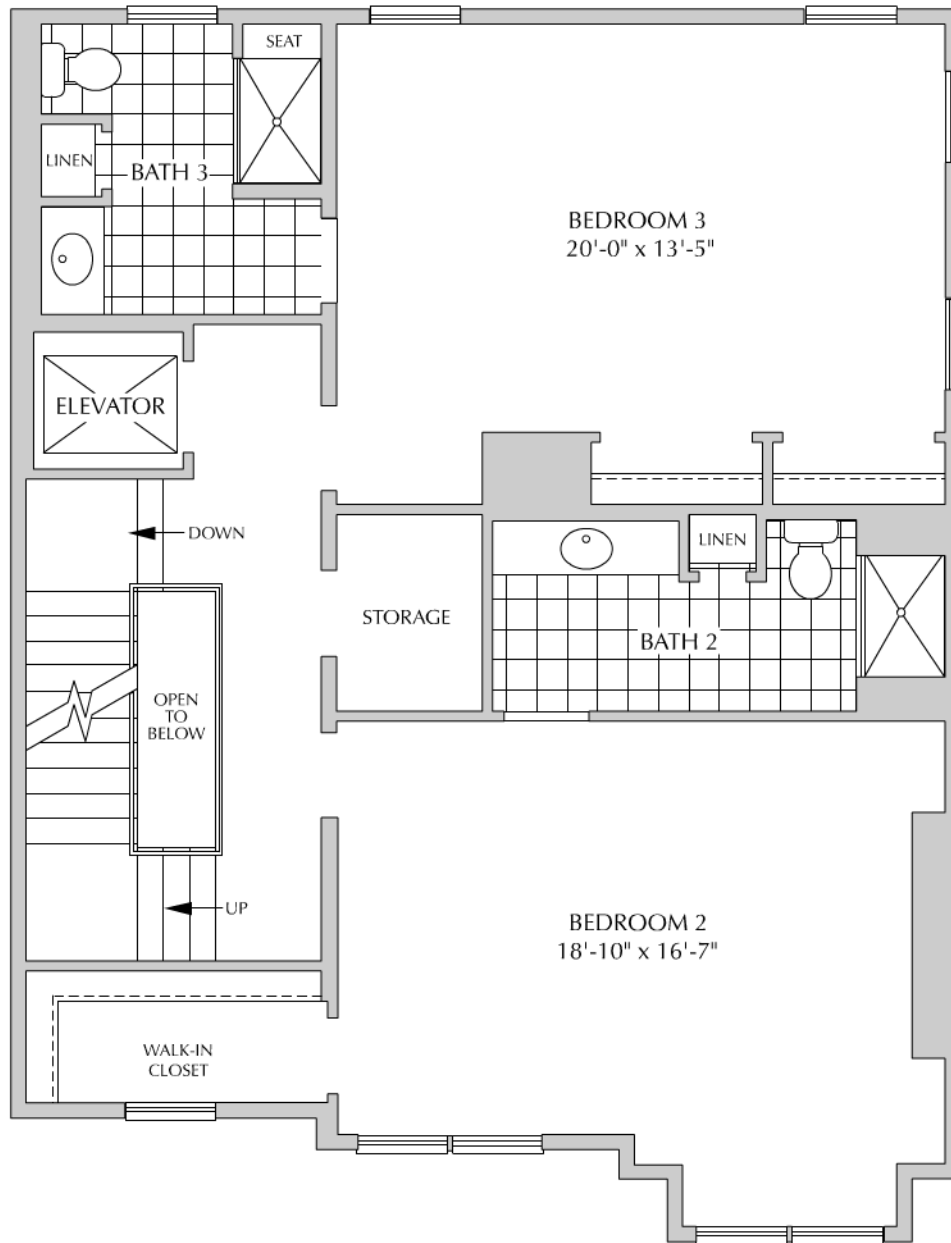 SEAT
LINEN
BATH 3
BEDROOM 3
20'-0" x 13'-5"
ELEVATOR
DOWN
LINEN
STORAGE
BATH 2
OPEN
TO
BELOW
UP
BEDROOM 2
18'-10" x 16'-7"
WALK-IN
CLOSET